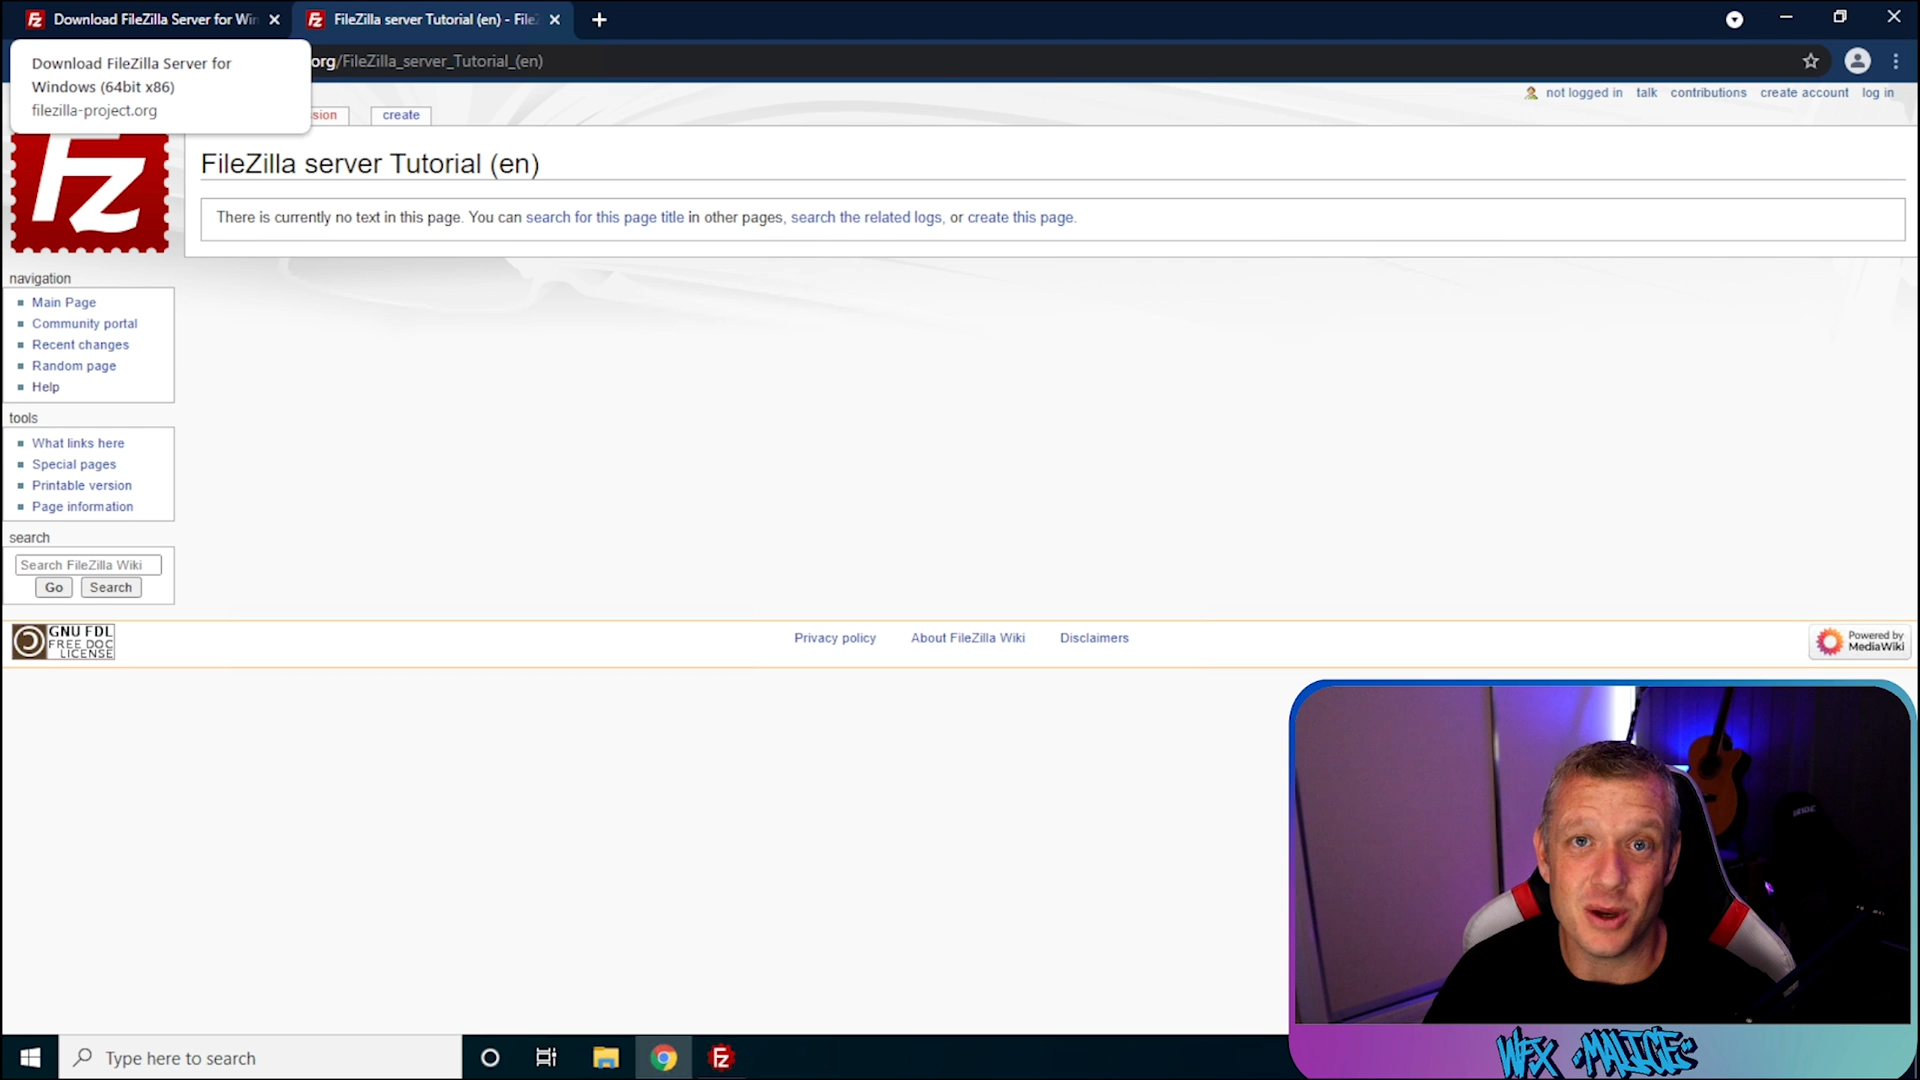 Download FileZilla Server for Win
FileZilla server Tutorial (en) - File
Download FileZilla Server for
Windows (64bit x86)
filezilla-project.org
org/FileZilla_server_Tutorial_(en)
not logged in talk contributions create account log in
sion create
Fz
FileZilla server Tutorial (en)
There is currently no text in this page. You can search for this page title in other pages, search the related logs, or create this page.
navigation
Main Page
Community portal
Recent changes
Random page
Help
tools
What links here
Special pages
Printable version
Page information
search
Search FileZilla Wiki
Go Search
GNU FDL
FREE DOC
LICENSE
Privacy policy About FileZilla Wiki Disclaimers
Powered by
MediaWiki
Type here to search
WFX MALICE